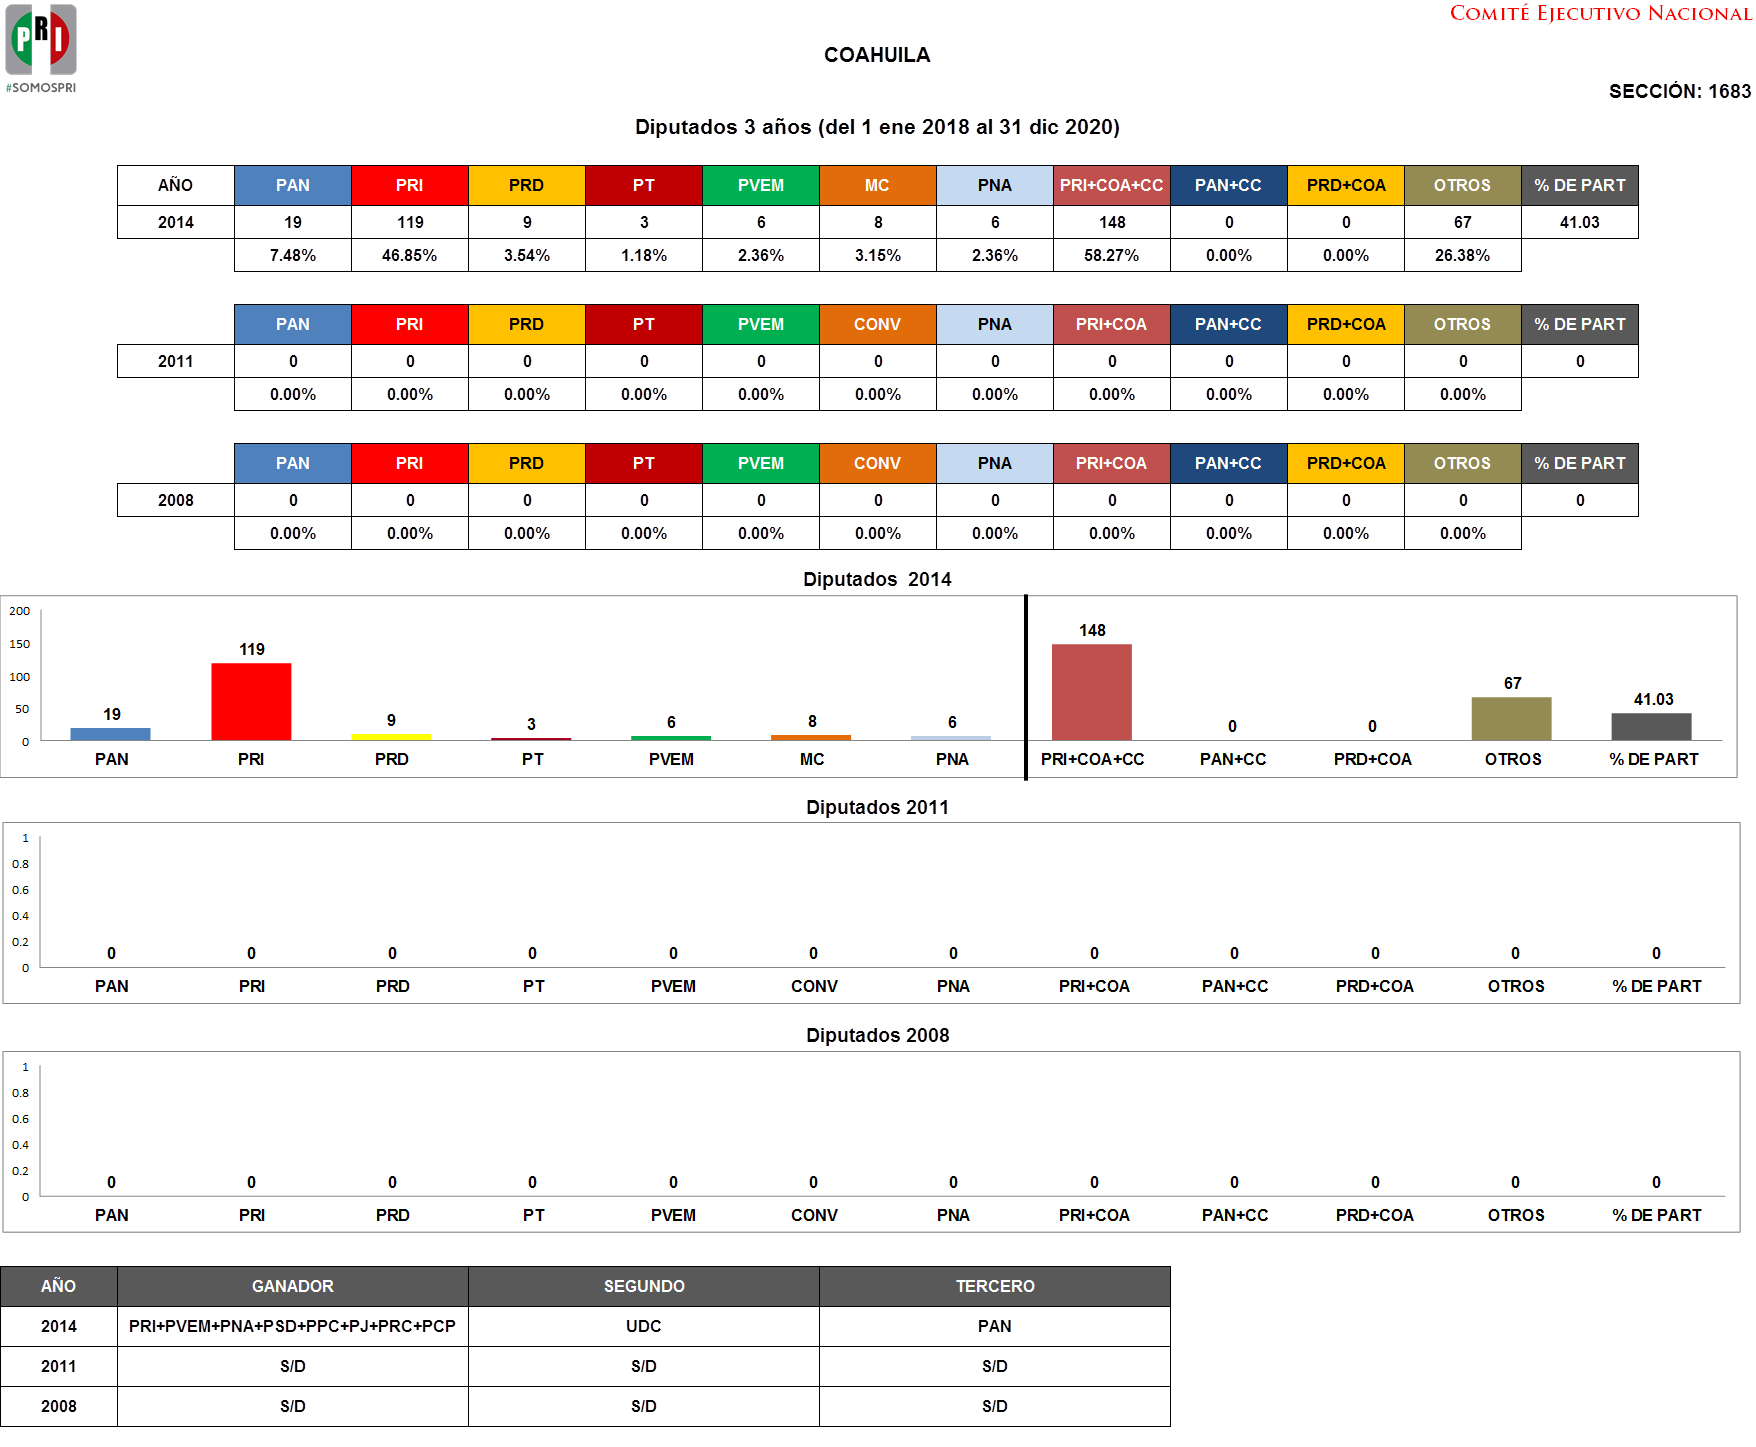 PRI
#SOMOSPRI
COMITÉ EJECUTIVO NACIONAL
COAHUILA
SECCIÓN: 1683
Diputados 3 años (del 1 ene 2018 al 31 dic 2020)
AÑO PAN PRI PRD PT PVEM MC PNA PRI+COA+CC PAN+CC PRD+COA OTROS % DE PART
2014 19 119 9 3 6 8 6 148 0 0 67 41.03
7.48% 46.85% 3.54% 1.18% 2.36% 3.15% 2.36% 58.27% 0.00% 0.00% 26.38%
PAN PRI PRD PT PVEM CONV PNA PRI+COA PAN+CC PRD+COA OTROS % DE PART
2011 0 0 0 0 0 0 0 0 0 0 0 0
0.00% 0.00% 0.00% 0.00% 0.00% 0.00% 0.00% 0.00% 0.00% 0.00% 0.00%
PAN PRI PRD PT PVEM CONV PNA PRI+COA PAN+CC PRD+COA OTROS % DE PART
2008 0 0 0 0 0 0 0 0 0 0 0 0
0.00% 0.00% 0.00% 0.00% 0.00% 0.00% 0.00% 0.00% 0.00% 0.00% 0.00%
Diputados 2014
200
150
100
50
0
19 119 9 3 6 8 6 148 0 0 67 41.03
PAN PRI PRD PT PVEM MC PNA PRI+COA+CC PAN+CC PRD+COA OTROS % DE PART
Diputados 2011
1
0.8
0.6
0.4
0.2
0
0 0 0 0 0 0 0 0 0 0 0 0
PAN PRI PRD PT PVEM CONV PNA PRI+COA PAN+CC PRD+COA OTROS % DE PART
Diputados 2008
1
0.8
0.6
0.4
0.2
0
0 0 0 0 0 0 0 0 0 0 0 0
PAN PRI PRD PT PVEM CONV PNA PRI+COA PAN+CC PRD+COA OTROS % DE PART
AÑO GANADOR SEGUNDO TERCERO
2014 PRI+PVEM+PNA+PSD+PPC+PJ+PRC+PCP UDC PAN
2011 S/D S/D S/D
2008 S/D S/D S/D